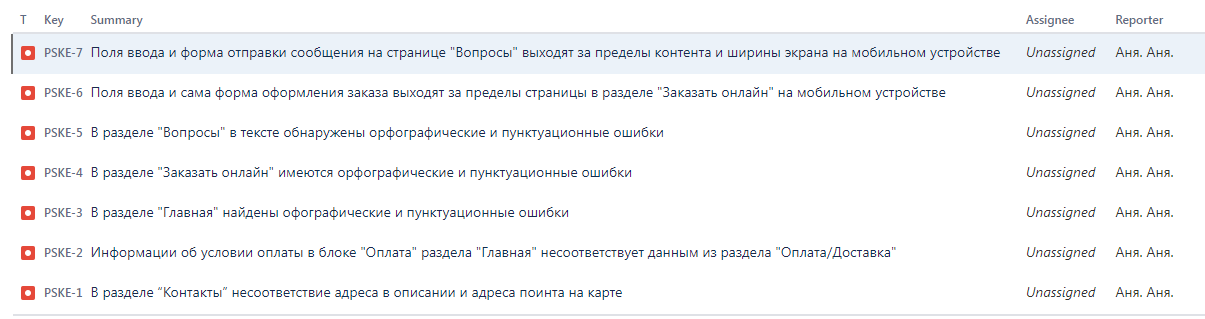 T Key Summary Assignee Reporter
PSKE-7 Поля ввода и форма отправки сообщения на странице "Вопросы" выходят за пределы контента и ширины экрана на мобильном устройстве Unassigned Аня. Аня.
PSKE-6 Поля ввода и сама форма оформления заказа выходят за пределы страницы в разделе "Заказать онлайн" на мобильном устройстве Unassigned Аня. Аня.
PSKE-5 В разделе "Вопросы" в тексте обнаружены орфографические и пунктуационные ошибки Unassigned Аня. Аня.
PSKE-4 В разделе "Заказать онлайн" имеются орфографические и пунктуационные ошибки Unassigned Аня. Аня.
PSKE-3 В разделе "Главная" найдены офографические и пунктуационные ошибки Unassigned Аня. Аня.
PSKE-2 Информации об условии оплаты в блоке "Оплата" раздела "Главная" несоответствует данным из раздела "Оплата/Доставка" Unassigned Аня. Аня.
PSKE-1 В разделе “Контакты” несоответствие адреса в описании и адреса поинта на карте Unassigned Аня. Аня.